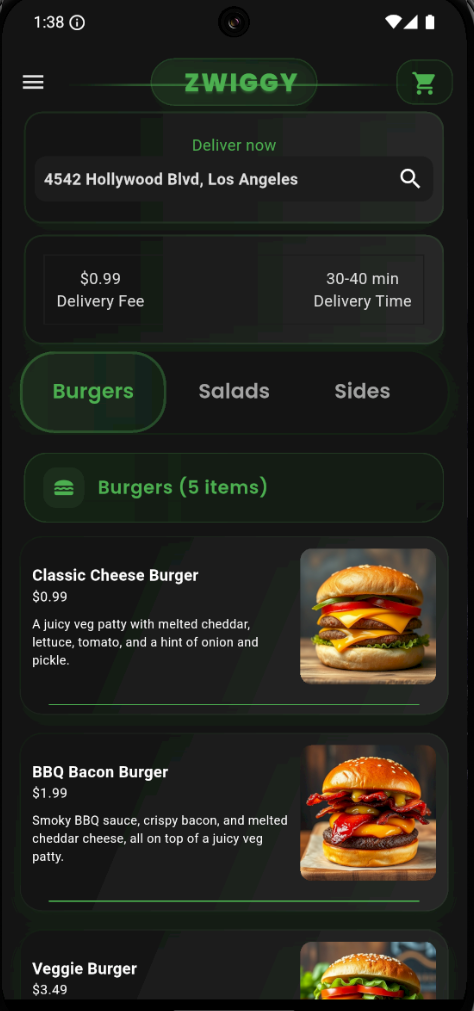 1:38
ZWIGGY
Deliver now
4542 Hollywood Blvd, Los Angeles
$0.99
Delivery Fee
30-40 min
Delivery Time
Burgers
Salads
Sides
Burgers (5 items)
Classic Cheese Burger
$0.99
A juicy veg patty with melted cheddar,
lettuce, tomato, and a hint of onion and
pickle.
BBQ Bacon Burger
$1.99
Smoky BBQ sauce, crispy bacon, and melted
cheddar cheese, all on top of a juicy veg
patty.
Veggie Burger
$3.49